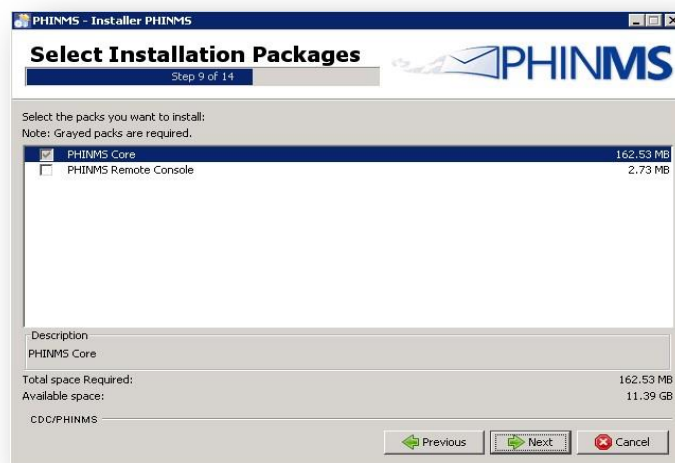 PHINMS - Installer PHINMS
Select Installation Packages
Step 9 of 14
PHINMS
Select the packs you want to install:
Note: Grayed packs are required.
PHINMS Core 162.53 MB
PHINMS Remote Console 2.73 MB
Description
PHINMS Core
Total space Required: 162.53 MB
Available space: 11.39 GB
CDC/PHINMS
Previous Next Cancel